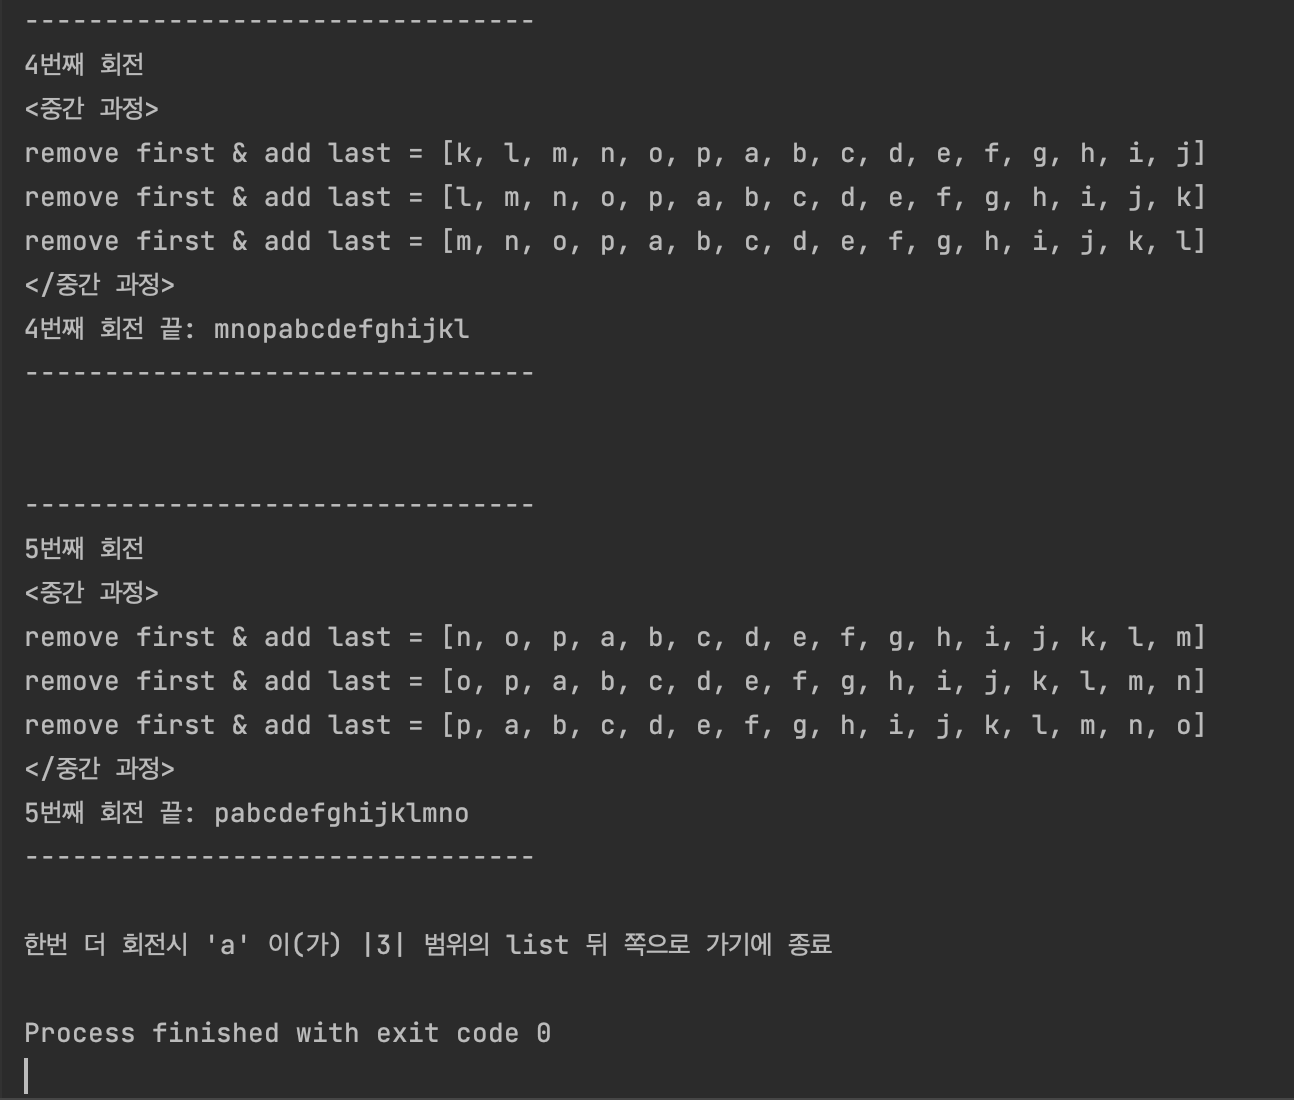 --------------------------------
4번째 회전
<중간 과정>
remove first & add last = [k, l, m, n, o, p, a, b, c, d, e, f, g, h, i, j]
remove first & add last = [l, m, n, o, p, a, b, c, d, e, f, g, h, i, j, k]
remove first & add last = [m, n, o, p, a, b, c, d, e, f, g, h, i, j, k, l]
</중간 과정>
4번째 회전 끝: mnopabcdefghijkl
--------------------------------
--------------------------------
5번째 회전
<중간 과정>
remove first & add last = [n, o, p, a, b, c, d, e, f, g, h, i, j, k, l, m]
remove first & add last = [o, p, a, b, c, d, e, f, g, h, i, j, k, l, m, n]
remove first & add last = [p, a, b, c, d, e, f, g, h, i, j, k, l, m, n, o]
</중간 과정>
5번째 회전 끝: pabcdefghijklmno
--------------------------------
한번 더 회전시 'a' 이(가) |3| 범위의 list 뒤 쪽으로 가기에 종료
Process finished with exit code 0